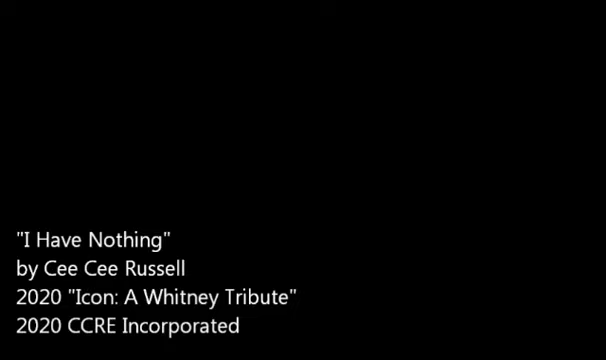 "I Have Nothing"
by Cee Cee Russell
2020 "Icon: A Whitney Tribute"
2020 CCRE Incorporated